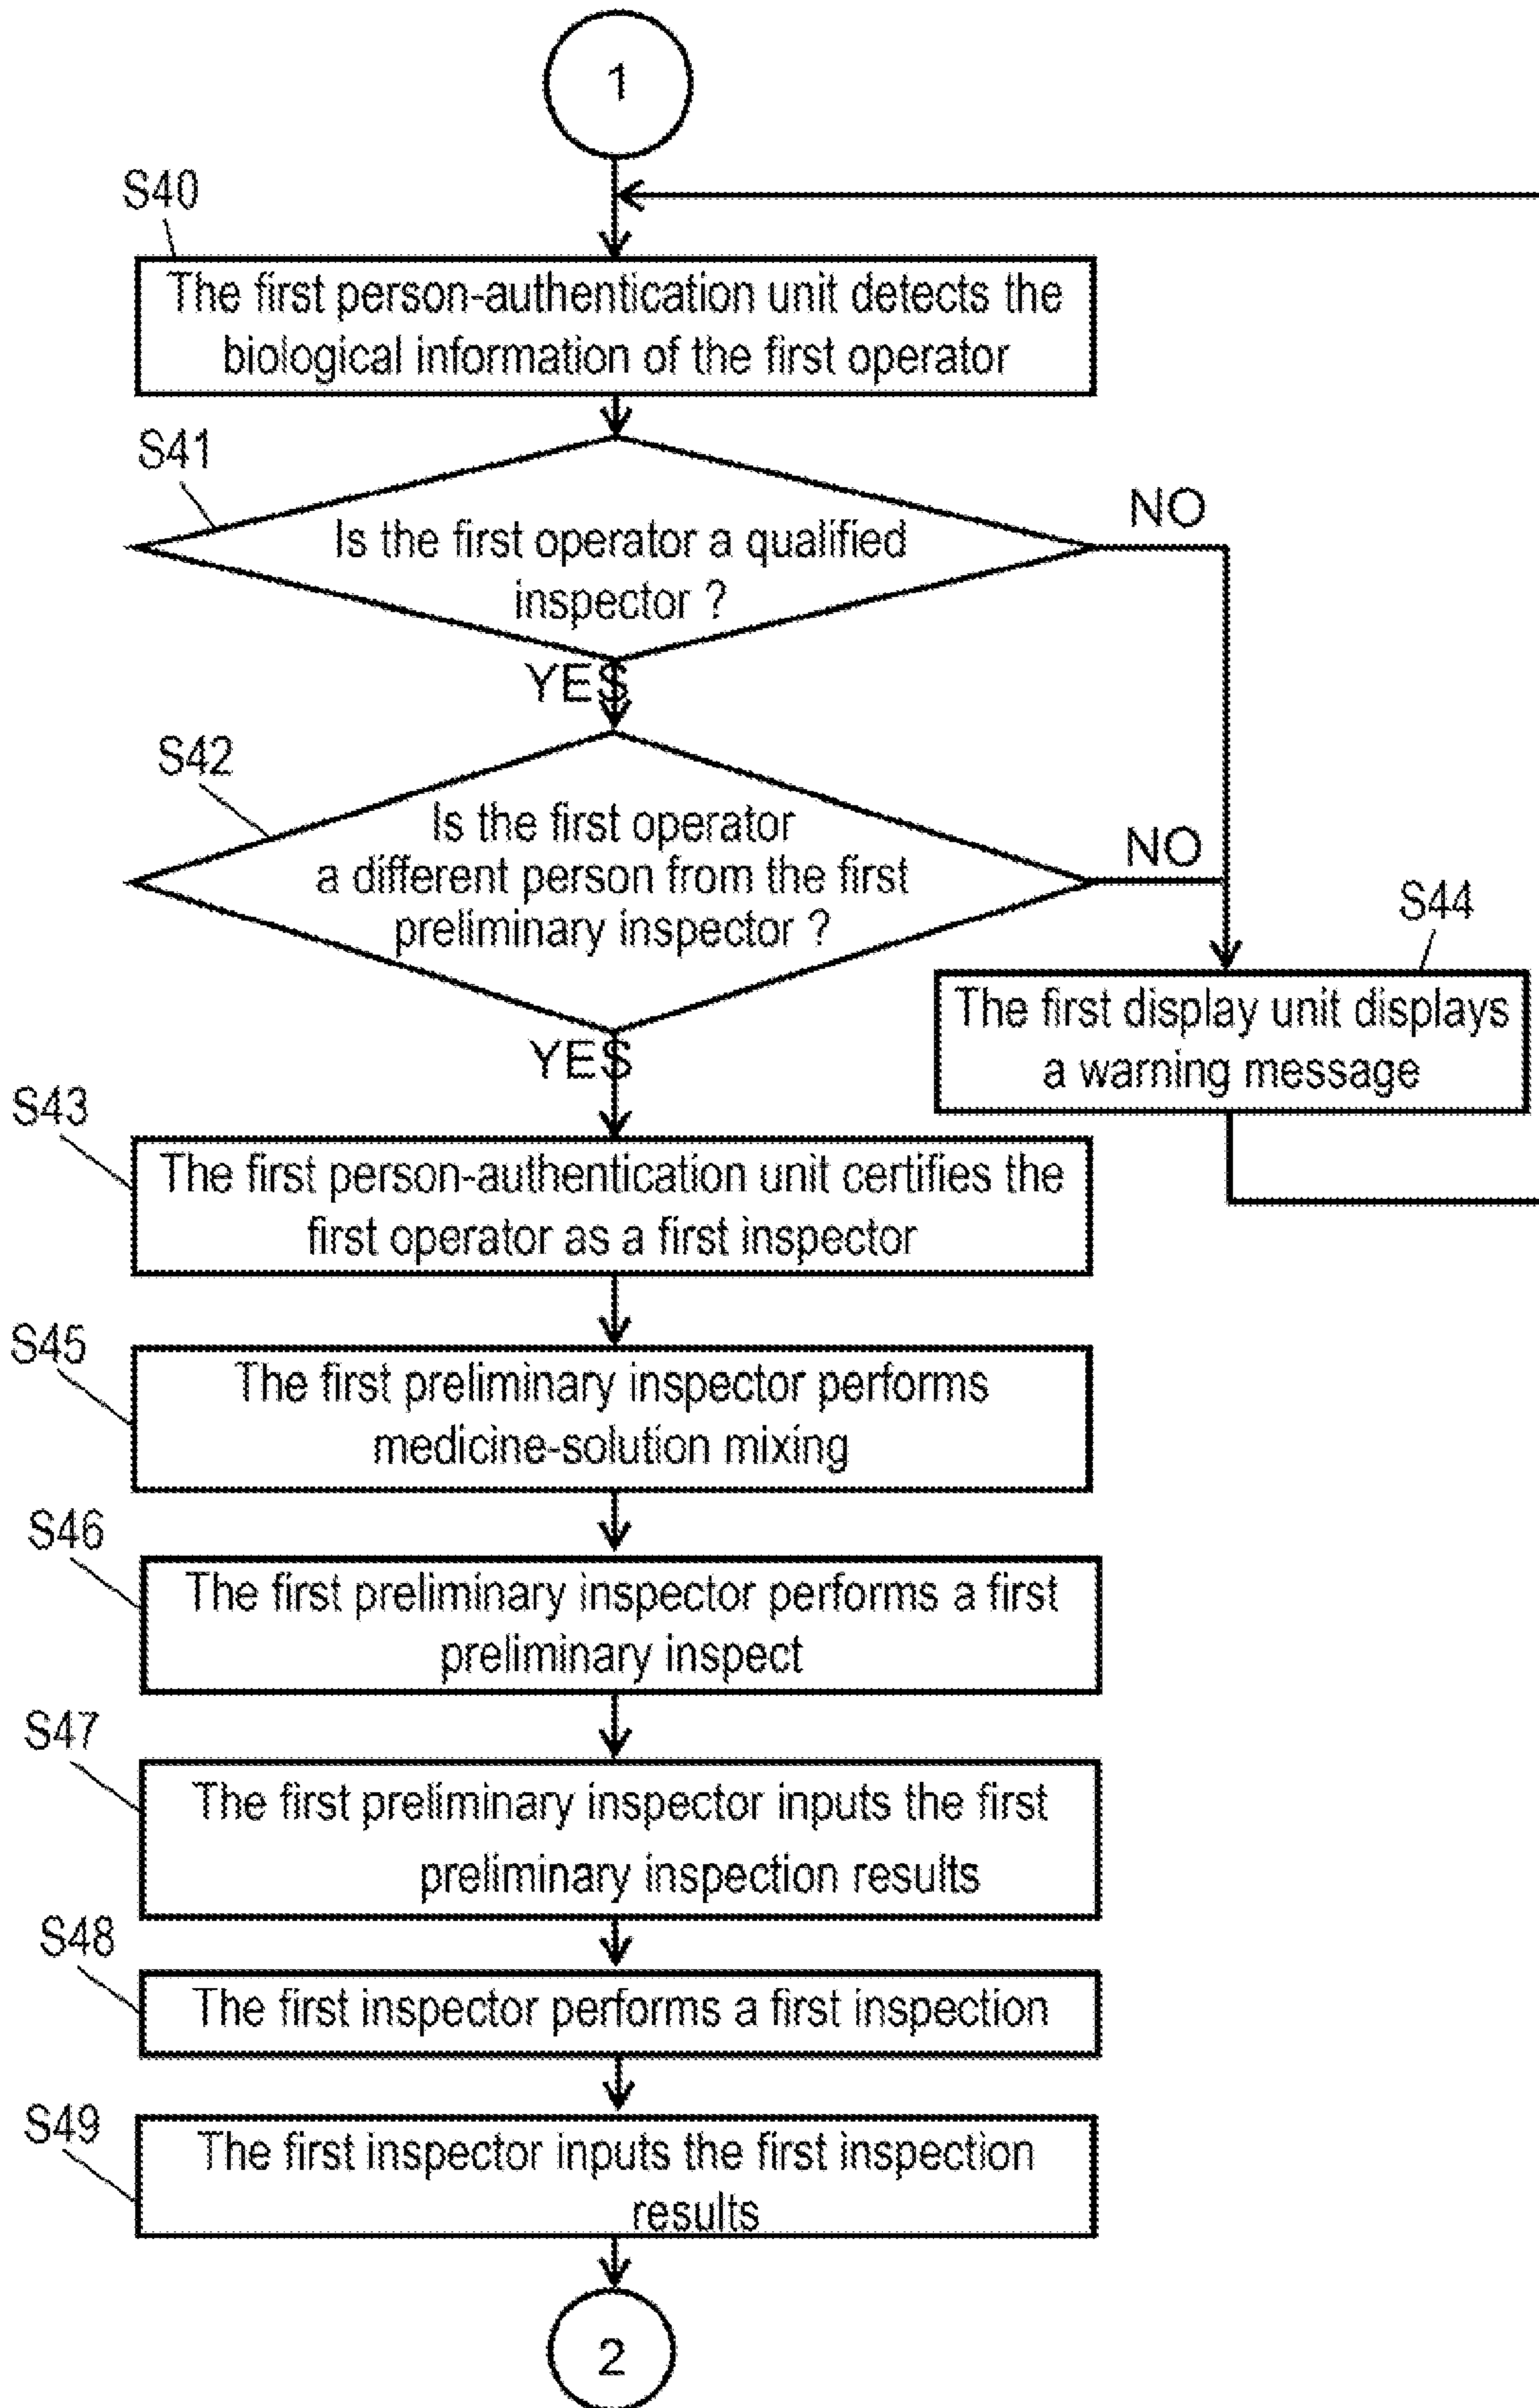 1
S40
The first person-authentication unit detects the
biological information of the first operator
S41
Is the first operator a qualified
inspector ?
NO
YES
S42
Is the first operator
a different person from the first
preliminary inspector ?
NO
S44
The first display unit displays
a warning message
YES
S43
The first person-authentication unit certifies the
first operator as a first inspector
S45
The first preliminary inspector performs
medicine-solution mixing
S46
The first preliminary inspector performs a first
preliminary inspect
S47
The first preliminary inspector inputs the first
preliminary inspection results
S48
The first inspector performs a first inspection
S49
The first inspector inputs the first inspection
results
2